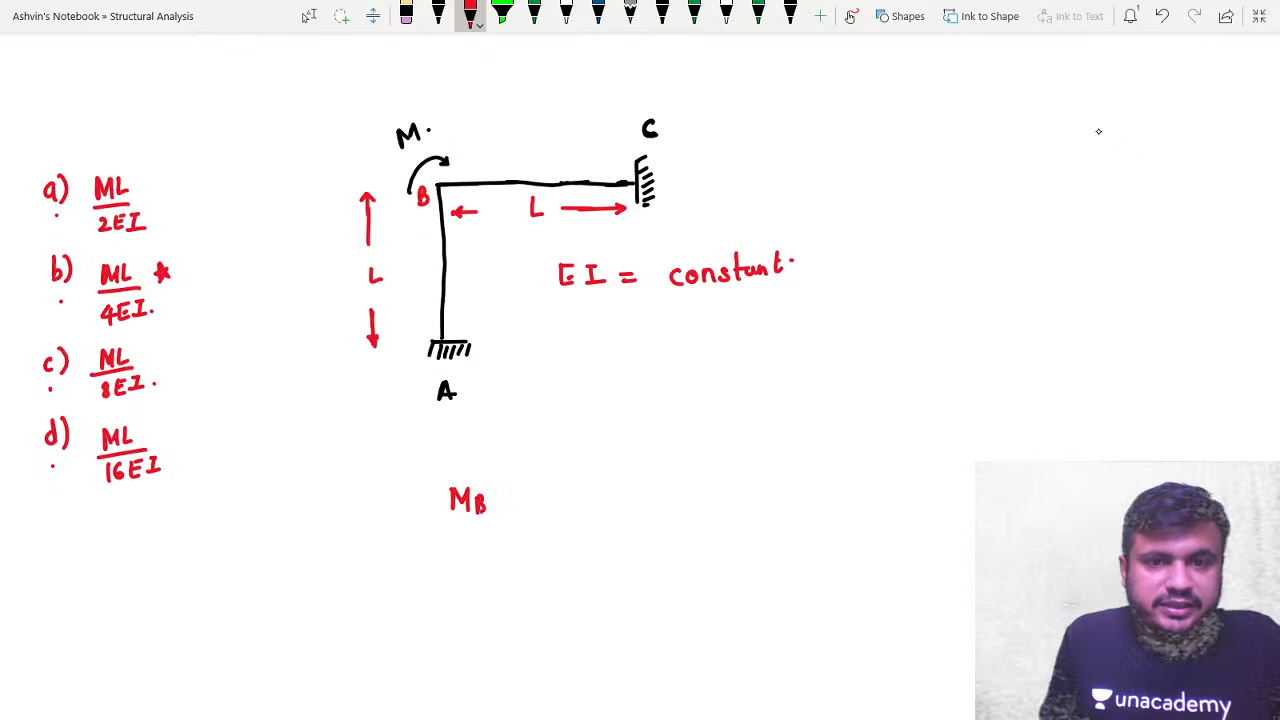 Ashvin's Notebook » Structural Analysis
Shapes
Ink to Shape
Ink to Text
M.
C
a) ML
2EI
B
L
b) ML *
4EI.
L
EI = constant.
c) ML
8EI.
A
d) ML
16EI
MB
unacademy